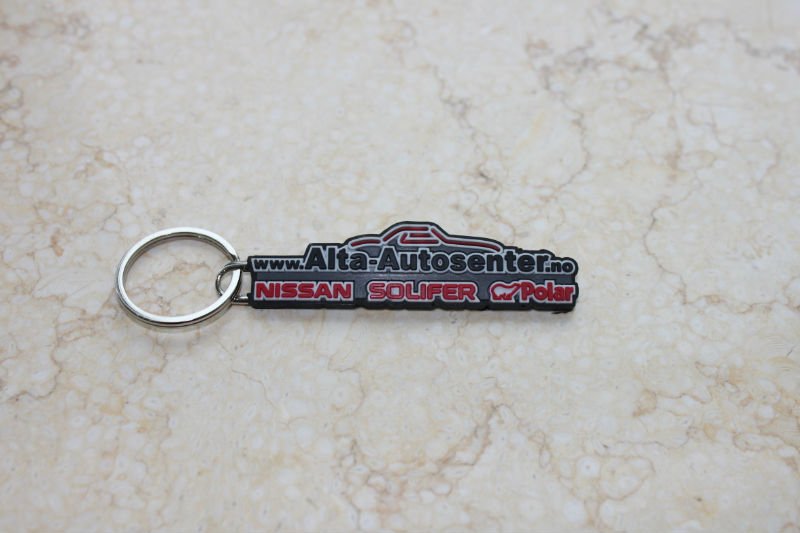 www.Alta-Autosenter.no
NISSAN SOLIFER Polar